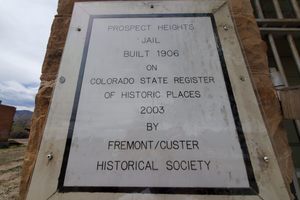 PROSPECT HEIGHTS
JAIL
BUILT 1906
ON
COLORADO STATE REGISTER
OF HISTORIC PLACES
2003
BY
FREMONT/CUSTER
HISTORICAL SOCIETY